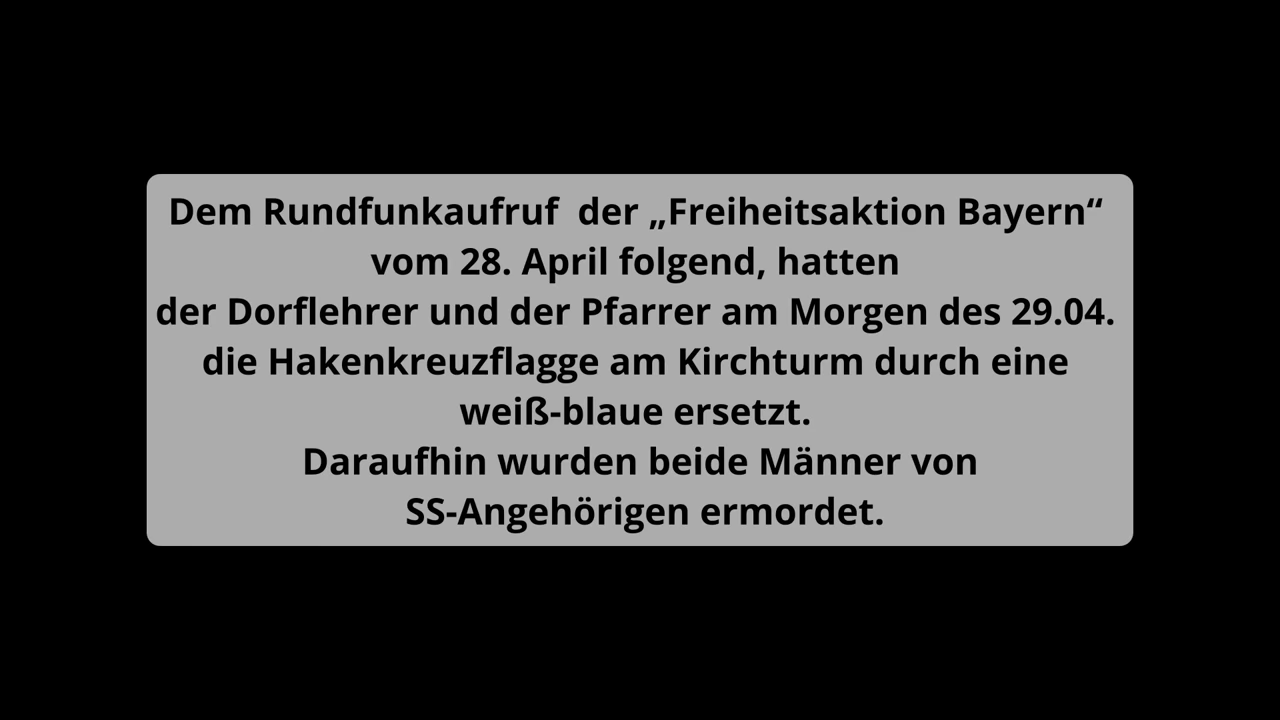 Dem Rundfunkaufruf  der „Freiheitsaktion Bayern“
vom 28. April folgend, hatten
der Dorflehrer und der Pfarrer am Morgen des 29.04.
die Hakenkreuzflagge am Kirchturm durch eine
weiß-blaue ersetzt.
Daraufhin wurden beide Männer von
SS-Angehörigen ermordet.